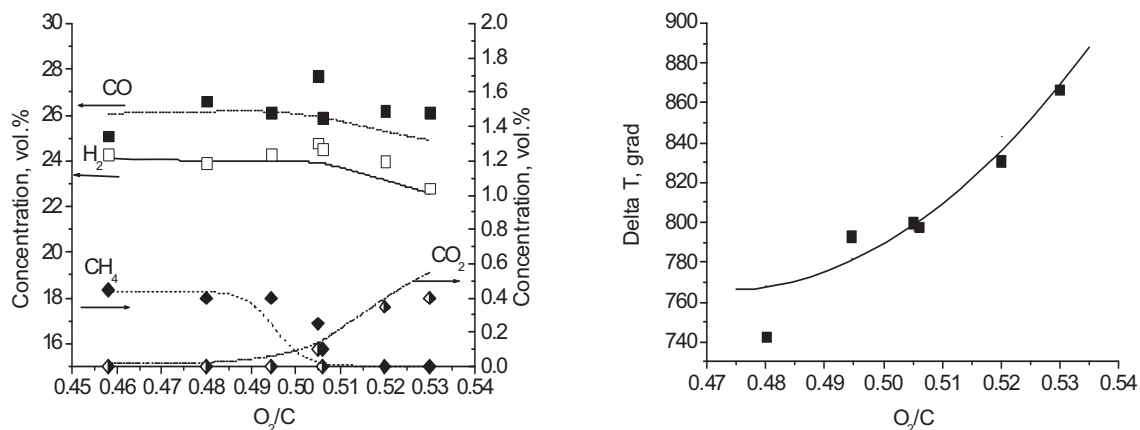 30
28
26
24
22
20
18
16
Concentration, vol.%
CO
H2
CH4
CO2
2.0
1.8
1.6
1.4
1.2
1.0
0.8
0.6
0.4
0.2
0.0
Concentration, vol.%
0.45 0.46 0.47 0.48 0.49 0.50 0.51 0.52 0.53 0.54
O2/C
900
880
860
840
820
800
780
760
740
Delta T, grad
0.47 0.48 0.49 0.50 0.51 0.52 0.53 0.54
O2/C